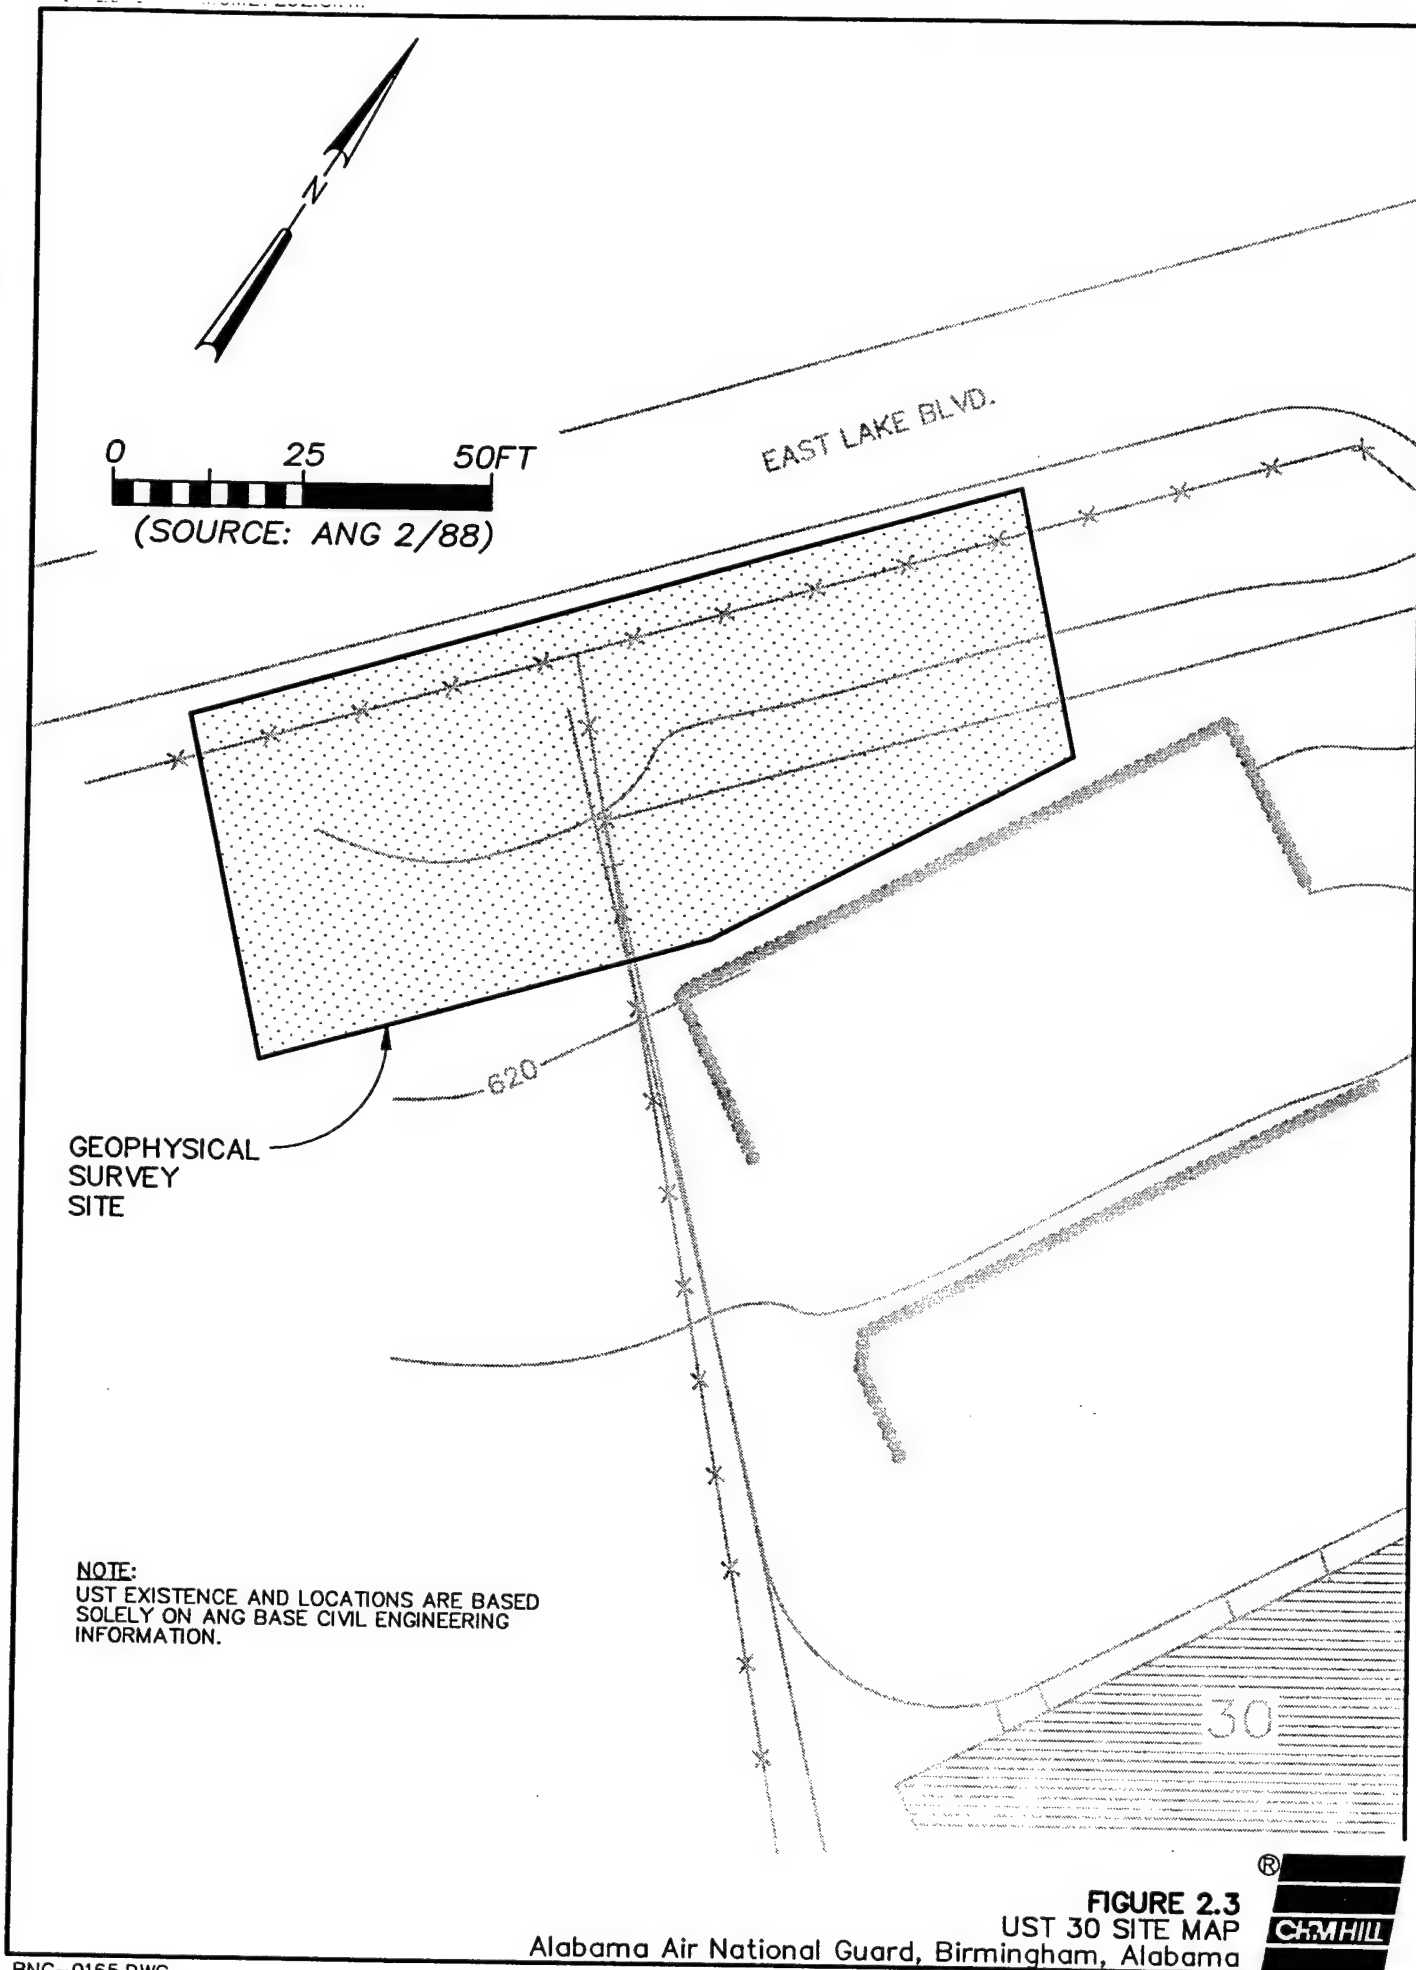 N
0 25 50FT
(SOURCE: ANG 2/88)
EAST LAKE BLVD.
620
GEOPHYSICAL
SURVEY
SITE
NOTE:
UST EXISTENCE AND LOCATIONS ARE BASED
SOLELY ON ANG BASE CIVIL ENGINEERING
INFORMATION.
30
®
FIGURE 2.3
UST 30 SITE MAP
Alabama Air National Guard, Birmingham, Alabama
CH2M HILL